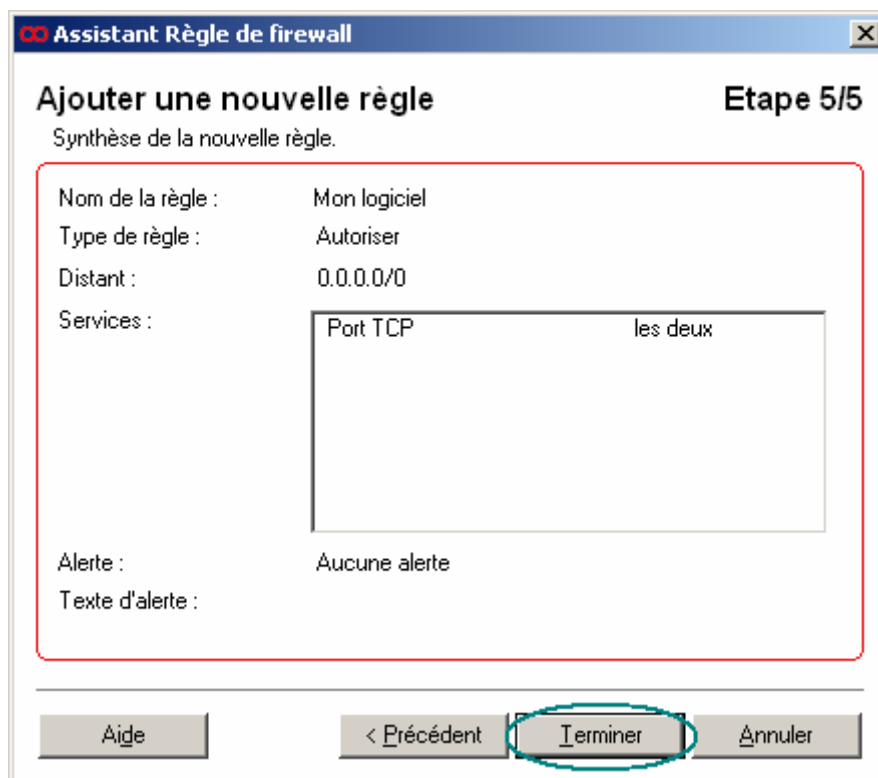 Assistant Règle de firewall
Ajouter une nouvelle règle Etape 5/5
Synthèse de la nouvelle règle.
Nom de la règle : Mon logiciel
Type de règle : Autoriser
Distant : 0.0.0.0/0
Services : Port TCP les deux
Alerte : Aucune alerte
Texte d'alerte :
Aide < Précédent Terminer Annuler